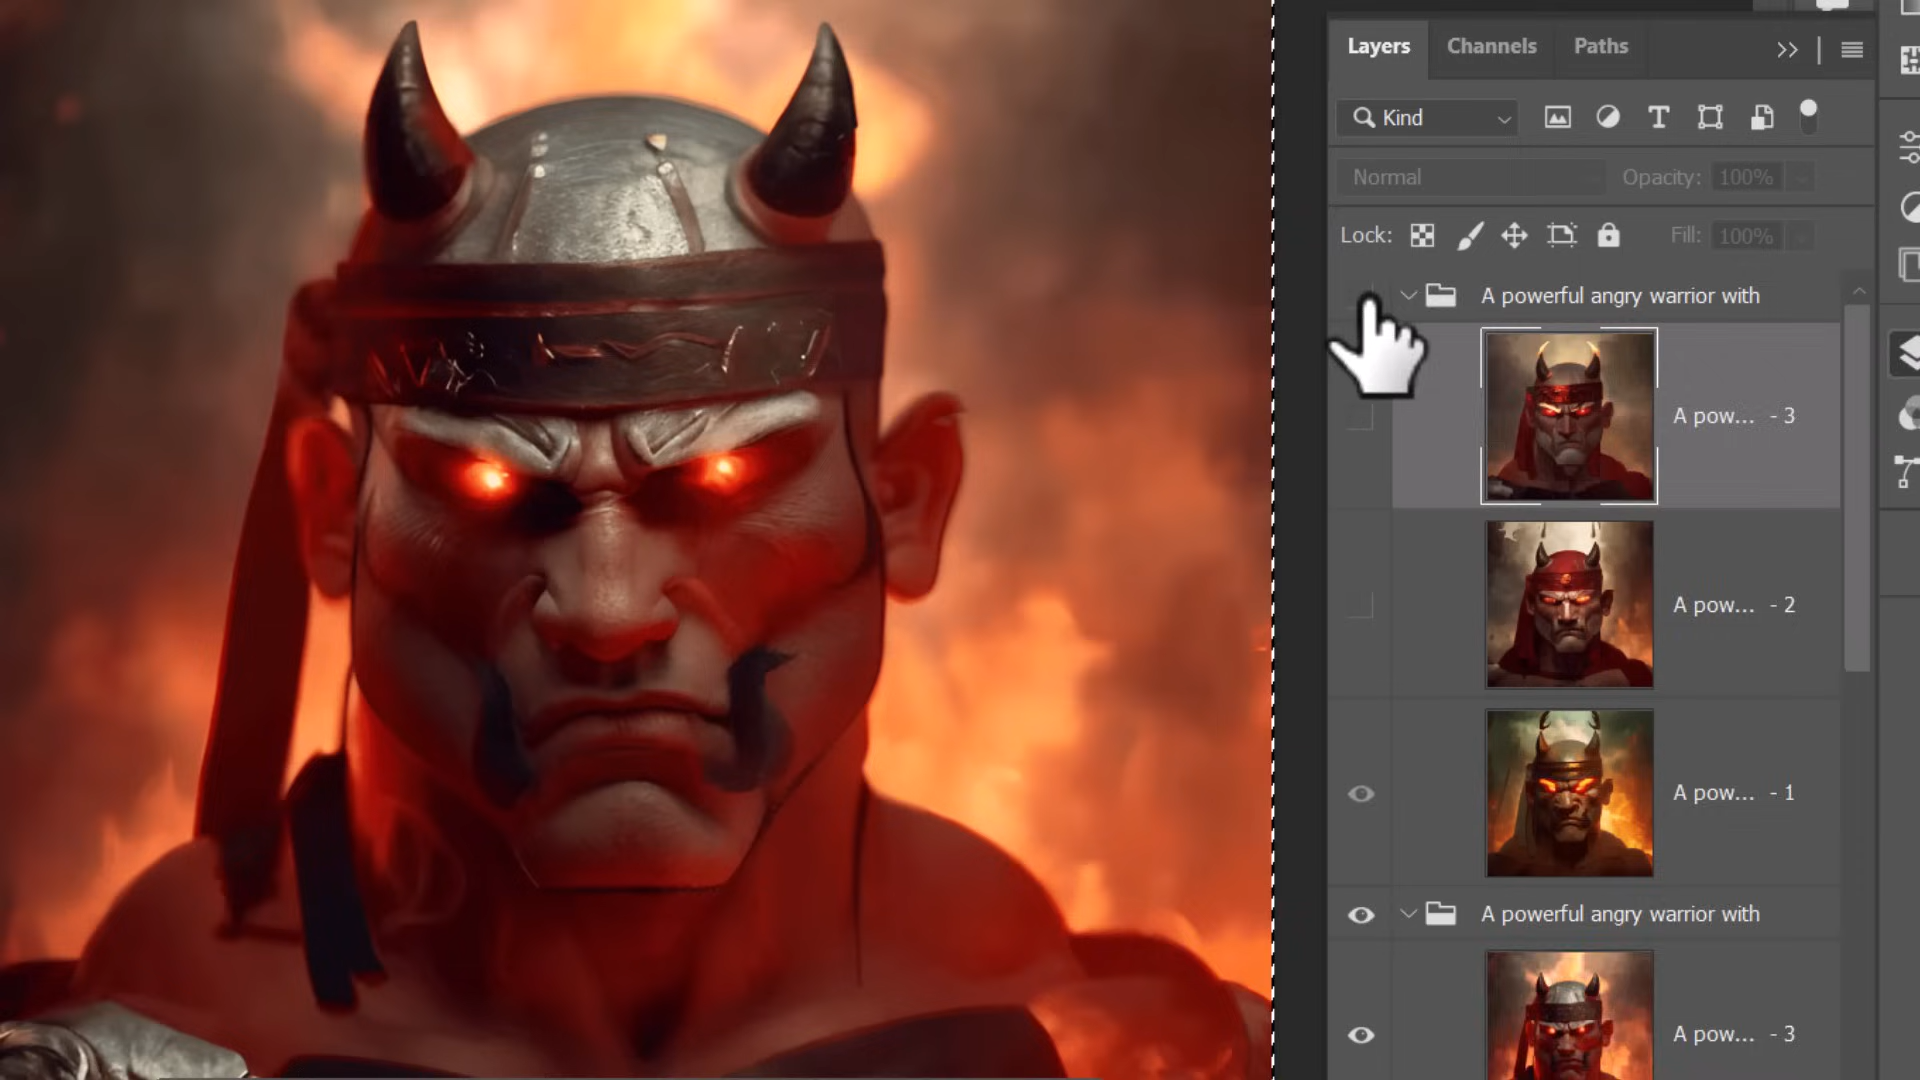 Layers Channels Paths
Kind
Normal Opacity: 100%
Lock: Fill: 100%
A powerful angry warrior with
A pow... - 3
A pow... - 2
A pow... - 1
A powerful angry warrior with
A pow... - 3